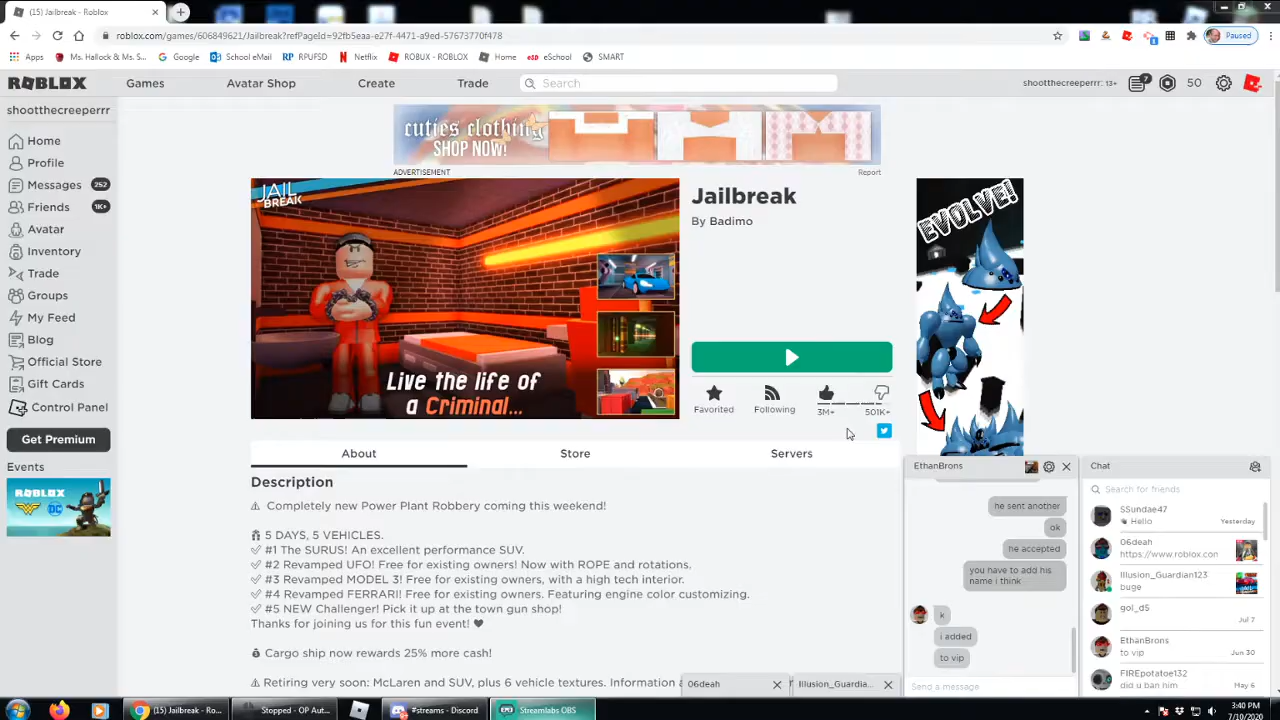 (15) Jailbreak - Roblox
roblox.com/games/606849621/Jailbreak?refPageId=92fb5eaa-e27f-4471-a9ed-57673770f478
Paused
Apps
Ms. Hallock & Ms. S...
Google
School eMail
RP RPUFSD
Netflix
ROBUX - ROBLOX
Home
esD eSchool
SMART
ROBLOX
Games
Avatar Shop
Create
Trade
Search
shootthecreeperrr: 13+
7
50
shootthecreeperrr
Home
Profile
Messages 252
Friends 1K+
Avatar
Inventory
Trade
Groups
My Feed
Blog
Official Store
Gift Cards
Control Panel
Get Premium
Events
ROBLOX
DC
cuties clothing
SHOP NOW!
ADVERTISEMENT
Report
JAIL
BREAK
Live the life of
a Criminal...
Jailbreak
By Badimo
Favorited
Following
3M+
501K+
EVOLVE!
About
Store
Servers
Description
⚠ Completely new Power Plant Robbery coming this weekend!
5 DAYS, 5 VEHICLES.
✅ #1 The SURUS! An excellent performance SUV.
✅ #2 Revamped UFO! Free for existing owners! Now with ROPE and rotations.
✅ #3 Revamped MODEL 3! Free for existing owners, with a high tech interior.
✅ #4 Revamped FERRARI! Free for existing owners. Featuring engine color customizing.
✅ #5 NEW Challenger! Pick it up at the town gun shop!
Thanks for joining us for this fun event! ❤
💰 Cargo ship now rewards 25% more cash!
⚠ Retiring very soon: McLaren and SUV, plus 6 vehicle textures. Information
EthanBrons
he sent another
ok
he accepted
you have to add his
name i think
k
i added
to vip
Send a message
06deah
Illusion_Guardia...
Chat
Search for friends
SSundae47
Hello
Yesterday
06deah
https://www.roblox.con
Illusion_Guardian123
buge
gol_d5
Jul 7
EthanBrons
to vip
Jun 30
FIREpotatoe132
did u ban him
May 6
(15) Jailbreak - Ro...
Stopped - OP Aut...
#streams - Discord
Streamlabs OBS
3:40 PM
7/10/2020